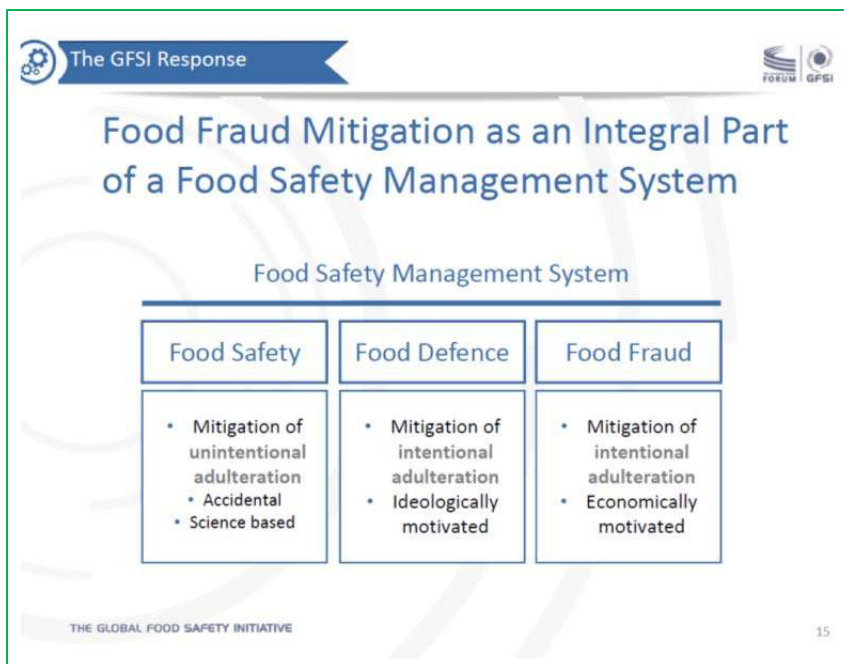 The GFSI Response
FORUM GFSI
Food Fraud Mitigation as an Integral Part
of a Food Safety Management System
Food Safety Management System
Food Safety
• Mitigation of
unintentional
adulteration
• Accidental
• Science based
Food Defence
• Mitigation of
intentional
adulteration
• Ideologically
motivated
Food Fraud
• Mitigation of
intentional
adulteration
• Economically
motivated
THE GLOBAL FOOD SAFETY INITIATIVE
15